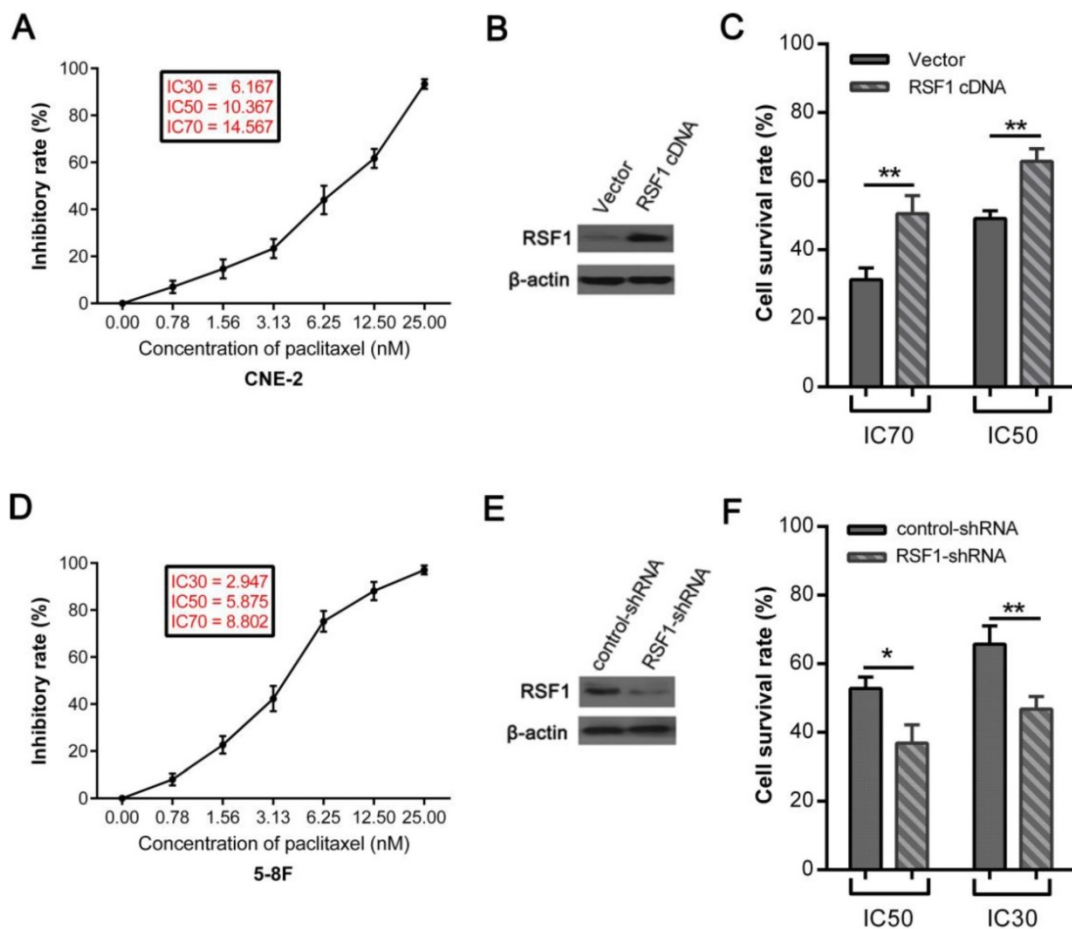 A
Inhibitory rate (%)
100
80
60
40
20
0
IC30 = 6.167
IC50 = 10.367
IC70 = 14.567
0.00 0.78 1.56 3.13 6.25 12.50 25.00
Concentration of paclitaxel (nM)
CNE-2
B
Vector
RSF1 cDNA
RSF1
β-actin
C
Cell survival rate (%)
100
80
60
40
20
0
Vector
RSF1 cDNA
**
**
IC70 IC50
D
Inhibitory rate (%)
100
80
60
40
20
0
IC30 = 2.947
IC50 = 5.875
IC70 = 8.802
0.00 0.78 1.56 3.13 6.25 12.50 25.00
Concentration of paclitaxel (nM)
5-8F
E
control-shRNA
RSF1-shRNA
RSF1
β-actin
F
Cell survival rate (%)
100
80
60
40
20
0
control-shRNA
RSF1-shRNA
*
**
IC50 IC30